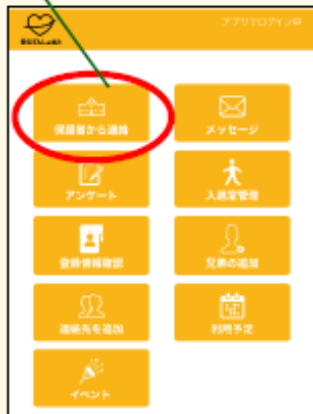 アプリでログイン中
保護者から連絡
メッセージ
アンケート
入退室管理
登録情報確認
兄弟の追加
連絡先を追加
利用予定
イベント